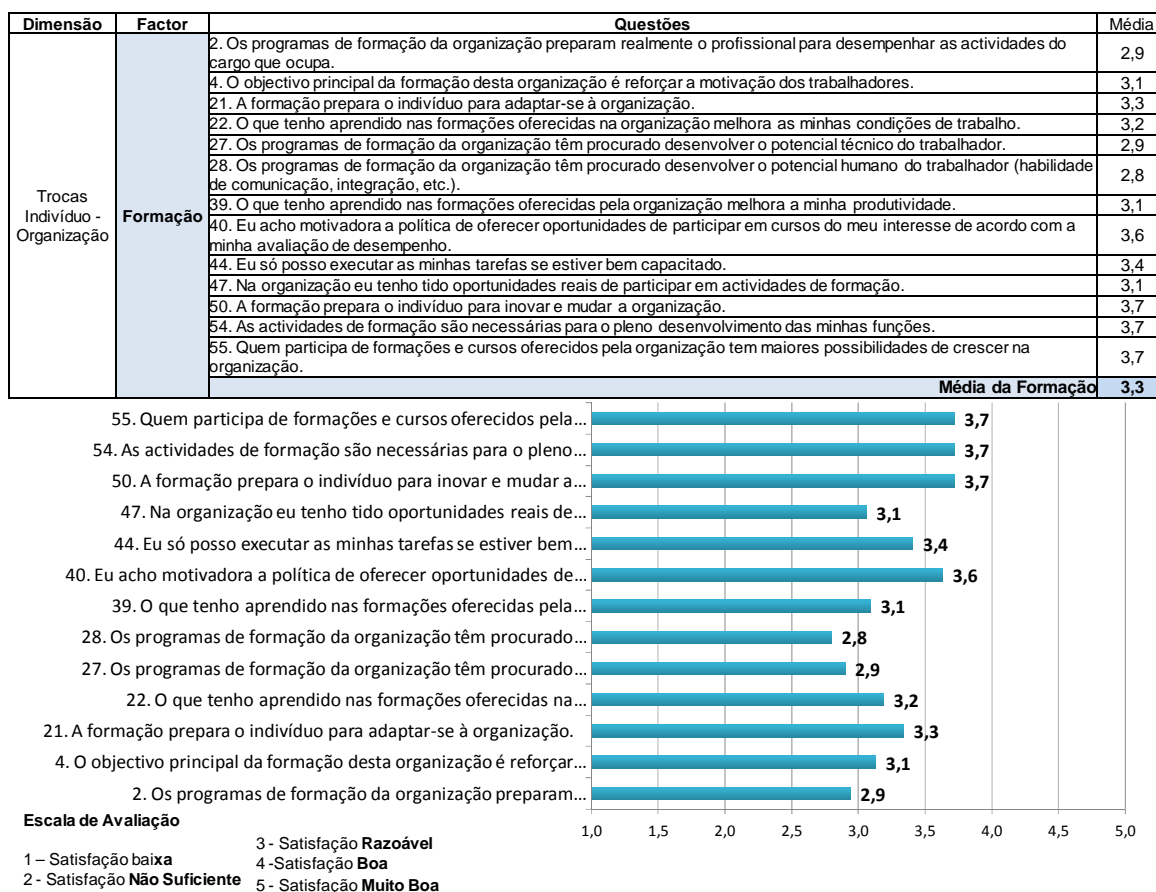 Dimensão Factor Questões Média
2. Os programas de formação da organização preparam realmente o profissional para desempenhar as actividades do
cargo que ocupa.
2,9
4. O objectivo principal da formação desta organização é reforçar a motivação dos trabalhadores. 3,1
21. A formação prepara o indivíduo para adaptar-se à organização. 3,3
22. O que tenho aprendido nas formações oferecidas na organização melhora as minhas condições de trabalho. 3,2
27. Os programas de formação da organização têm procurado desenvolver o potencial técnico do trabalhador. 2,9
28. Os programas de formação da organização têm procurado desenvolver o potencial humano do trabalhador (habilidade
de comunicação, integração, etc.).
2,8
Trocas
Indivíduo -
Organização
Formação
39. O que tenho aprendido nas formações oferecidas pela organização melhora a minha produtividade. 3,1
40. Eu acho motivadora a política de oferecer oportunidades de participar em cursos do meu interesse de acordo com a
minha avaliação de desempenho.
3,6
44. Eu só posso executar as minhas tarefas se estiver bem capacitado. 3,4
47. Na organização eu tenho tido oportunidades reais de participar em actividades de formação. 3,1
50. A formação prepara o indivíduo para inovar e mudar a organização. 3,7
54. As actividades de formação são necessárias para o pleno desenvolvimento das minhas funções. 3,7
55. Quem participa de formações e cursos oferecidos pela organização tem maiores possibilidades de crescer na
organização.
3,7
Média da Formação 3,3
55. Quem participa de formações e cursos oferecidos pela... 3,7
54. As actividades de formação são necessárias para o pleno... 3,7
50. A formação prepara o indivíduo para inovar e mudar a... 3,7
47. Na organização eu tenho tido oportunidades reais de... 3,1
44. Eu só posso executar as minhas tarefas se estiver bem... 3,4
40. Eu acho motivadora a política de oferecer oportunidades de... 3,6
39. O que tenho aprendido nas formações oferecidas pela... 3,1
28. Os programas de formação da organização têm procurado... 2,8
27. Os programas de formação da organização têm procurado... 2,9
22. O que tenho aprendido nas formações oferecidas na... 3,2
21. A formação prepara o indivíduo para adaptar-se à organização. 3,3
4. O objectivo principal da formação desta organização é reforçar... 3,1
2. Os programas de formação da organização preparam... 2,9
1,0 1,5 2,0 2,5 3,0 3,5 4,0 4,5 5,0
Escala de Avaliação
1 – Satisfação baixa
2 - Satisfação Não Suficiente
3 - Satisfação Razoável
4 -Satisfação Boa
5 - Satisfação Muito Boa